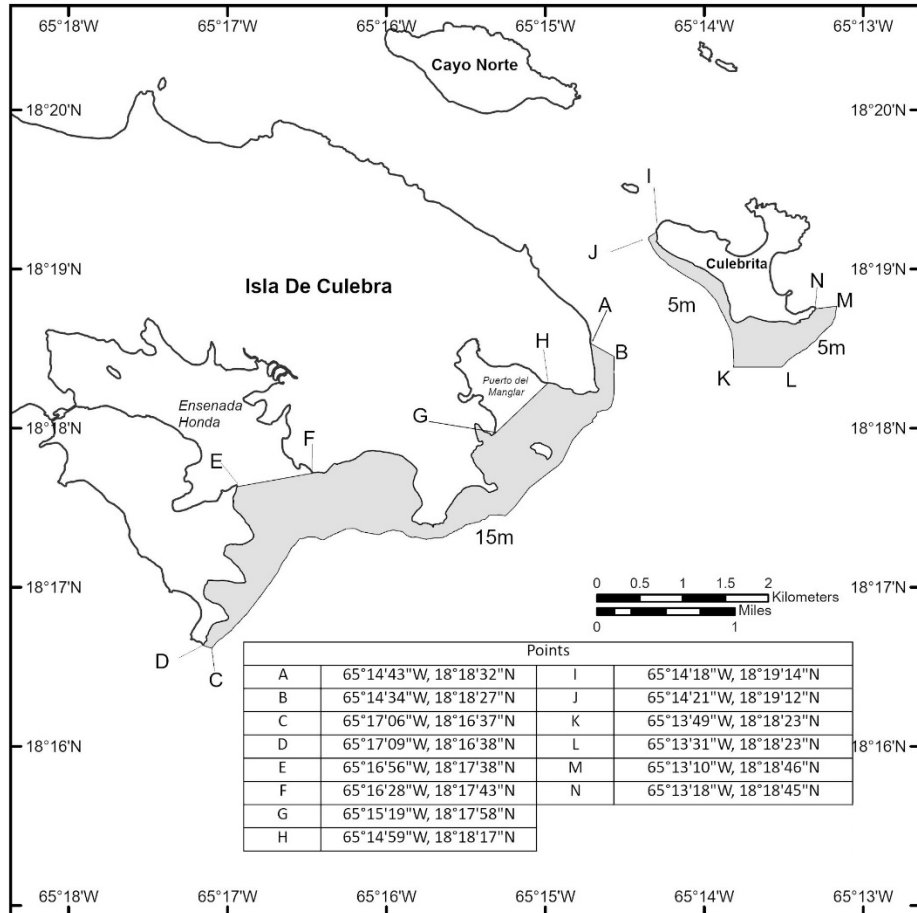 65°18'W 65°17'W 65°16'W 65°15'W 65°14'W 65°13'W
Cayo Norte
18°20'N 18°20'N
I
J
Culebrita
18°19'N 18°19'N
Isla De Culebra
N
M
5m
A
5m
H
B
K
L
Puerto del
Manglar
Ensenada
Honda
G
18°18'N 18°18'N
F
E
15m
18°17'N 18°17'N
0 0.5 1 1.5 2
Kilometers
Miles
0 1
D
C
Points
A 65°14'43"W, 18°18'32"N I 65°14'18"W, 18°19'14"N
B 65°14'34"W, 18°18'27"N J 65°14'21"W, 18°19'12"N
C 65°17'06"W, 18°16'37"N K 65°13'49"W, 18°18'23"N
D 65°17'09"W, 18°16'38"N L 65°13'31"W, 18°18'23"N
E 65°16'56"W, 18°17'38"N M 65°13'10"W, 18°18'46"N
F 65°16'28"W, 18°17'43"N N 65°13'18"W, 18°18'45"N
G 65°15'19"W, 18°17'58"N
H 65°14'59"W, 18°18'17"N
18°16'N 18°16'N
65°18'W 65°17'W 65°16'W 65°15'W 65°14'W 65°13'W